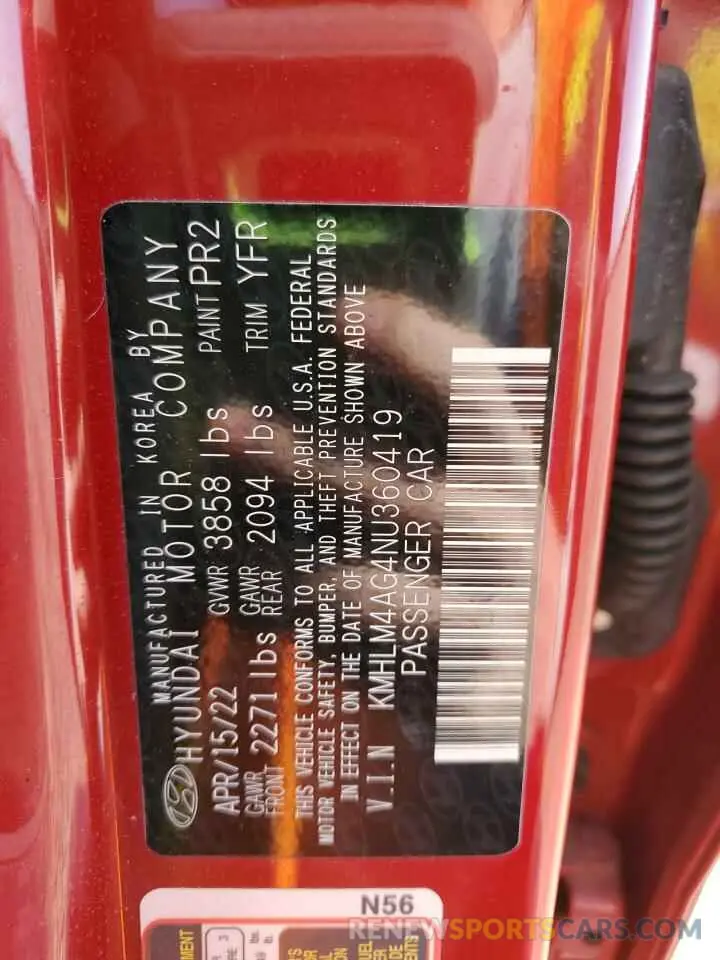 MANUFACTURED IN KOREA BY
HYUNDAI MOTOR COMPANY
APR/15/22 GVWR 3858 lbs PAINT PR2
GAWR FRONT 2271 lbs GAWR REAR 2094 lbs TRIM YFR
THIS VEHICLE CONFORMS TO ALL APPLICABLE U.S.A. FEDERAL
MOTOR VEHICLE SAFETY, BUMPER, AND THEFT PREVENTION STANDARDS
IN EFFECT ON THE DATE OF MANUFACTURE SHOWN ABOVE
V.I.N KMHLM4AG4NU360419
PASSENGER CAR
N56
RENEWSPORTSCARS.COM